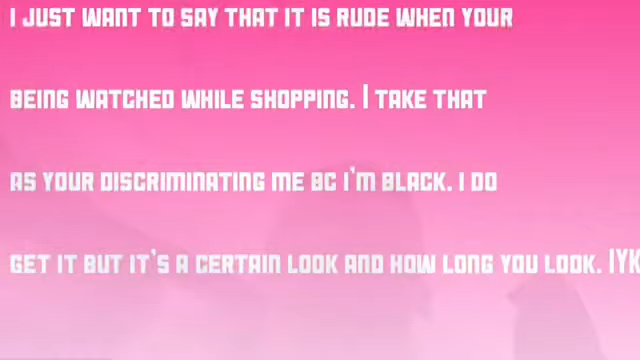 I JUST WANT TO SAY THAT IT IS RUDE WHEN YOUR
BEING WATCHED WHILE SHOPPING. I TAKE THAT
AS YOUR DISCRIMINATING ME BC I'M BLACK. I DO
GET IT BUT IT'S A CERTAIN LOOK AND HOW LONG YOU LOOK. IYK